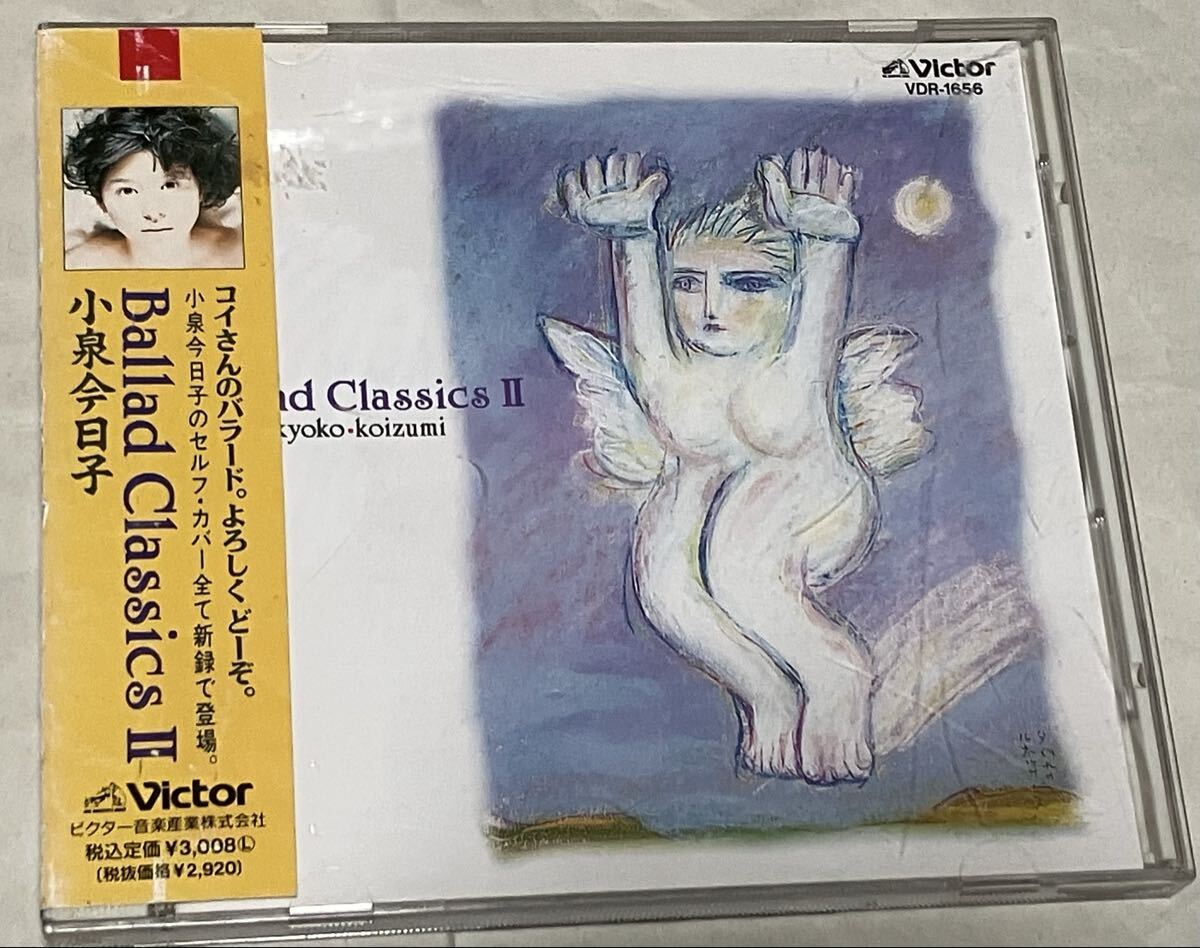 コイさんのバラード。よろしくどーぞ。
小泉今日子のセルフ・カバー全て新録で登場。
Ballad Classics II
小泉今日子
Victor
ビクター音楽産業株式会社
税込定価¥3,008Ⓛ
(税抜価格¥2,920)
Victor
VDR-1656
ad Classics II
kyoko・koizumi